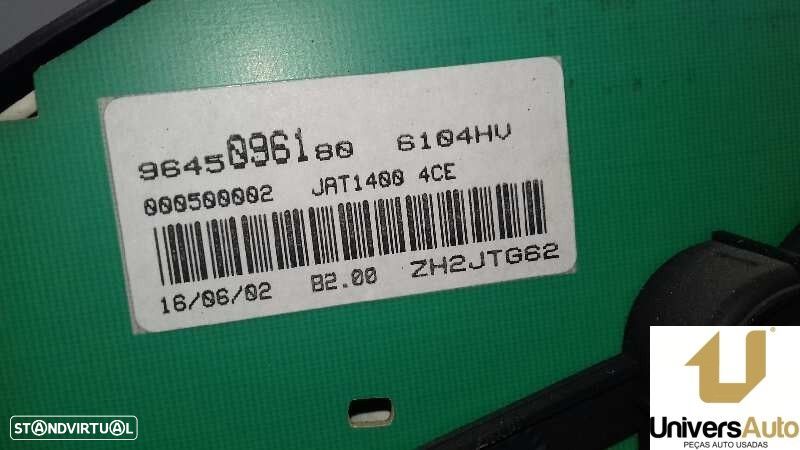 9645096180 6104HV
000500002 JAT1400 4CE
16/06/02 B2.00 ZH2JTG62
STANDVIRTUAL
UniversAuto
PEÇAS AUTO USADAS